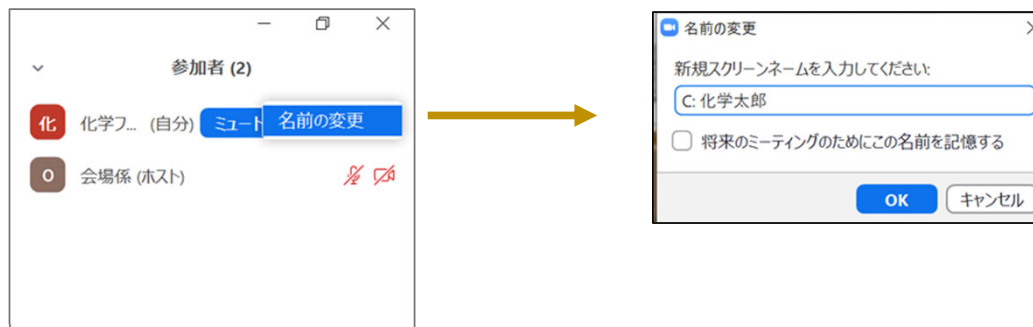 参加者 (2)
化 化学フ... (自分) ミュート 名前の変更
O 会場係 (ホスト)
名前の変更
新規スクリーンネームを入力してください:
C: 化学太郎
将来のミーティングのためにこの名前を記憶する
OK キャンセル